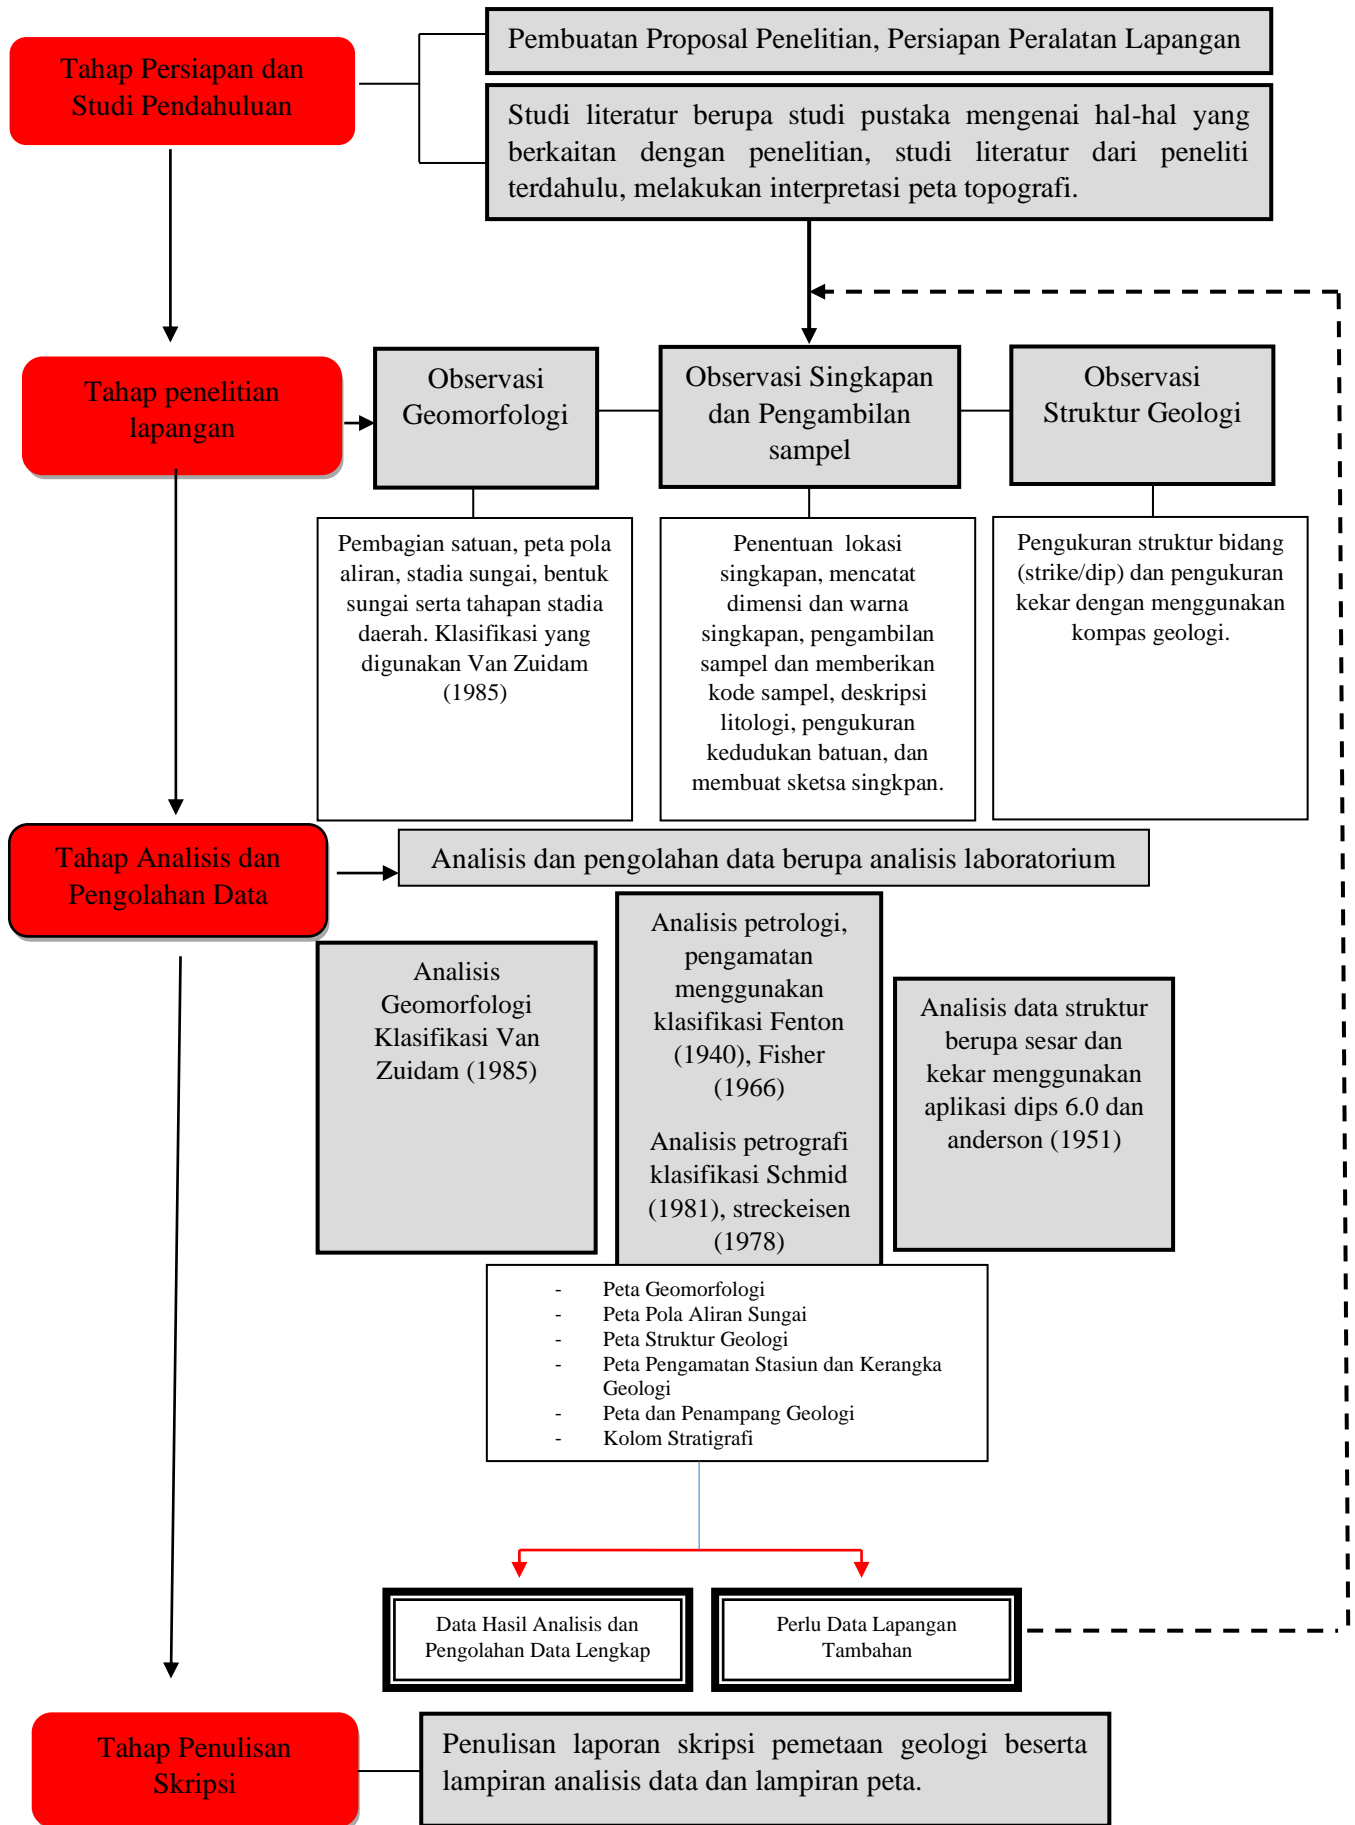 Tahap Persiapan dan
Studi Pendahuluan
Pembuatan Proposal Penelitian, Persiapan Peralatan Lapangan
Studi literatur berupa studi pustaka mengenai hal-hal yang
berkaitan dengan penelitian, studi literatur dari peneliti
terdahulu, melakukan interpretasi peta topografi.
Tahap penelitian
lapangan
Observasi
Geomorfologi
Observasi Singkapan
dan Pengambilan
sampel
Observasi
Struktur Geologi
Pembagian satuan, peta pola
aliran, stadia sungai, bentuk
sungai serta tahapan stadia
daerah. Klasifikasi yang
digunakan Van Zuidam
(1985)
Penentuan lokasi
singkapan, mencatat
dimensi dan warna
singkapan, pengambilan
sampel dan memberikan
kode sampel, deskripsi
litologi, pengukuran
kedudukan batuan, dan
membuat sketsa singkpan.
Pengukuran struktur bidang
(strike/dip) dan pengukuran
kekar dengan menggunakan
kompas geologi.
Tahap Analisis dan
Pengolahan Data
Analisis dan pengolahan data berupa analisis laboratorium
Analisis
Geomorfologi
Klasifikasi Van
Zuidam (1985)
Analisis petrologi,
pengamatan
menggunakan
klasifikasi Fenton
(1940), Fisher
(1966)
Analisis petrografi
klasifikasi Schmid
(1981), streckeisen
(1978)
Analisis data struktur
berupa sesar dan
kekar menggunakan
aplikasi dips 6.0 dan
anderson (1951)
- Peta Geomorfologi
- Peta Pola Aliran Sungai
- Peta Struktur Geologi
- Peta Pengamatan Stasiun dan Kerangka
Geologi
- Peta dan Penampang Geologi
- Kolom Stratigrafi
Data Hasil Analisis dan
Pengolahan Data Lengkap
Perlu Data Lapangan
Tambahan
Tahap Penulisan
Skripsi
Penulisan laporan skripsi pemetaan geologi beserta
lampiran analisis data dan lampiran peta.